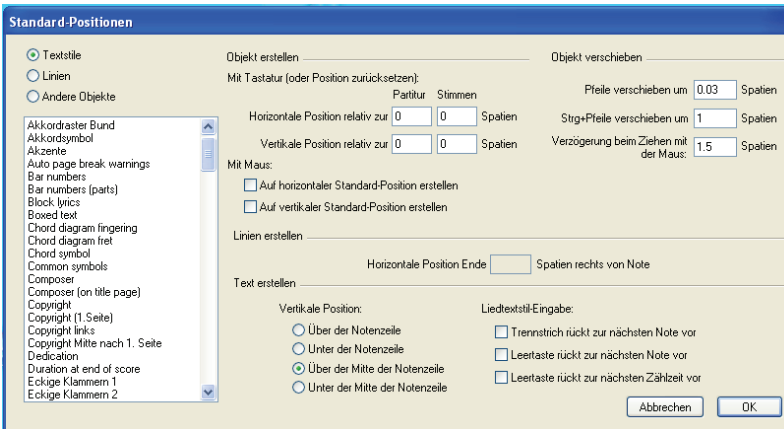 Standard-Positionen
Textstile
Linien
Andere Objekte
Akkordraster Bund
Akkordsymbol
Akzente
Auto page break warnings
Bar numbers
Bar numbers (parts)
Block lyrics
Boxed text
Chord diagram fingering
Chord diagram fret
Chord symbol
Common symbols
Composer
Composer (on title page)
Copyright
Copyright (1.Seite)
Copyright links
Copyright Mitte nach 1. Seite
Dedication
Duration at end of score
Eckige Klammern 1
Eckige Klammern 2
Objekt erstellen
Mit Tastatur (oder Position zurücksetzen):
Partitur Stimmen
Horizontale Position relativ zur 0 0 Spatien
Vertikale Position relativ zur 0 0 Spatien
Mit Maus:
Auf horizontaler Standard-Position erstellen
Auf vertikaler Standard-Position erstellen
Objekt verschieben
Pfeile verschieben um 0.03 Spatien
Strg+Pfeile verschieben um 1 Spatien
Verzögerung beim Ziehen mit
der Maus: 1.5 Spatien
Linien erstellen
Horizontale Position Ende Spatien rechts von Note
Text erstellen
Vertikale Position:
Über der Notenzeile
Unter der Notenzeile
Über der Mitte der Notenzeile
Unter der Mitte der Notenzeile
Liedtextstil-Eingabe:
Trennstrich rückt zur nächsten Note vor
Leertaste rückt zur nächsten Note vor
Leertaste rückt zur nächsten Zählzeit vor
Abbrechen OK